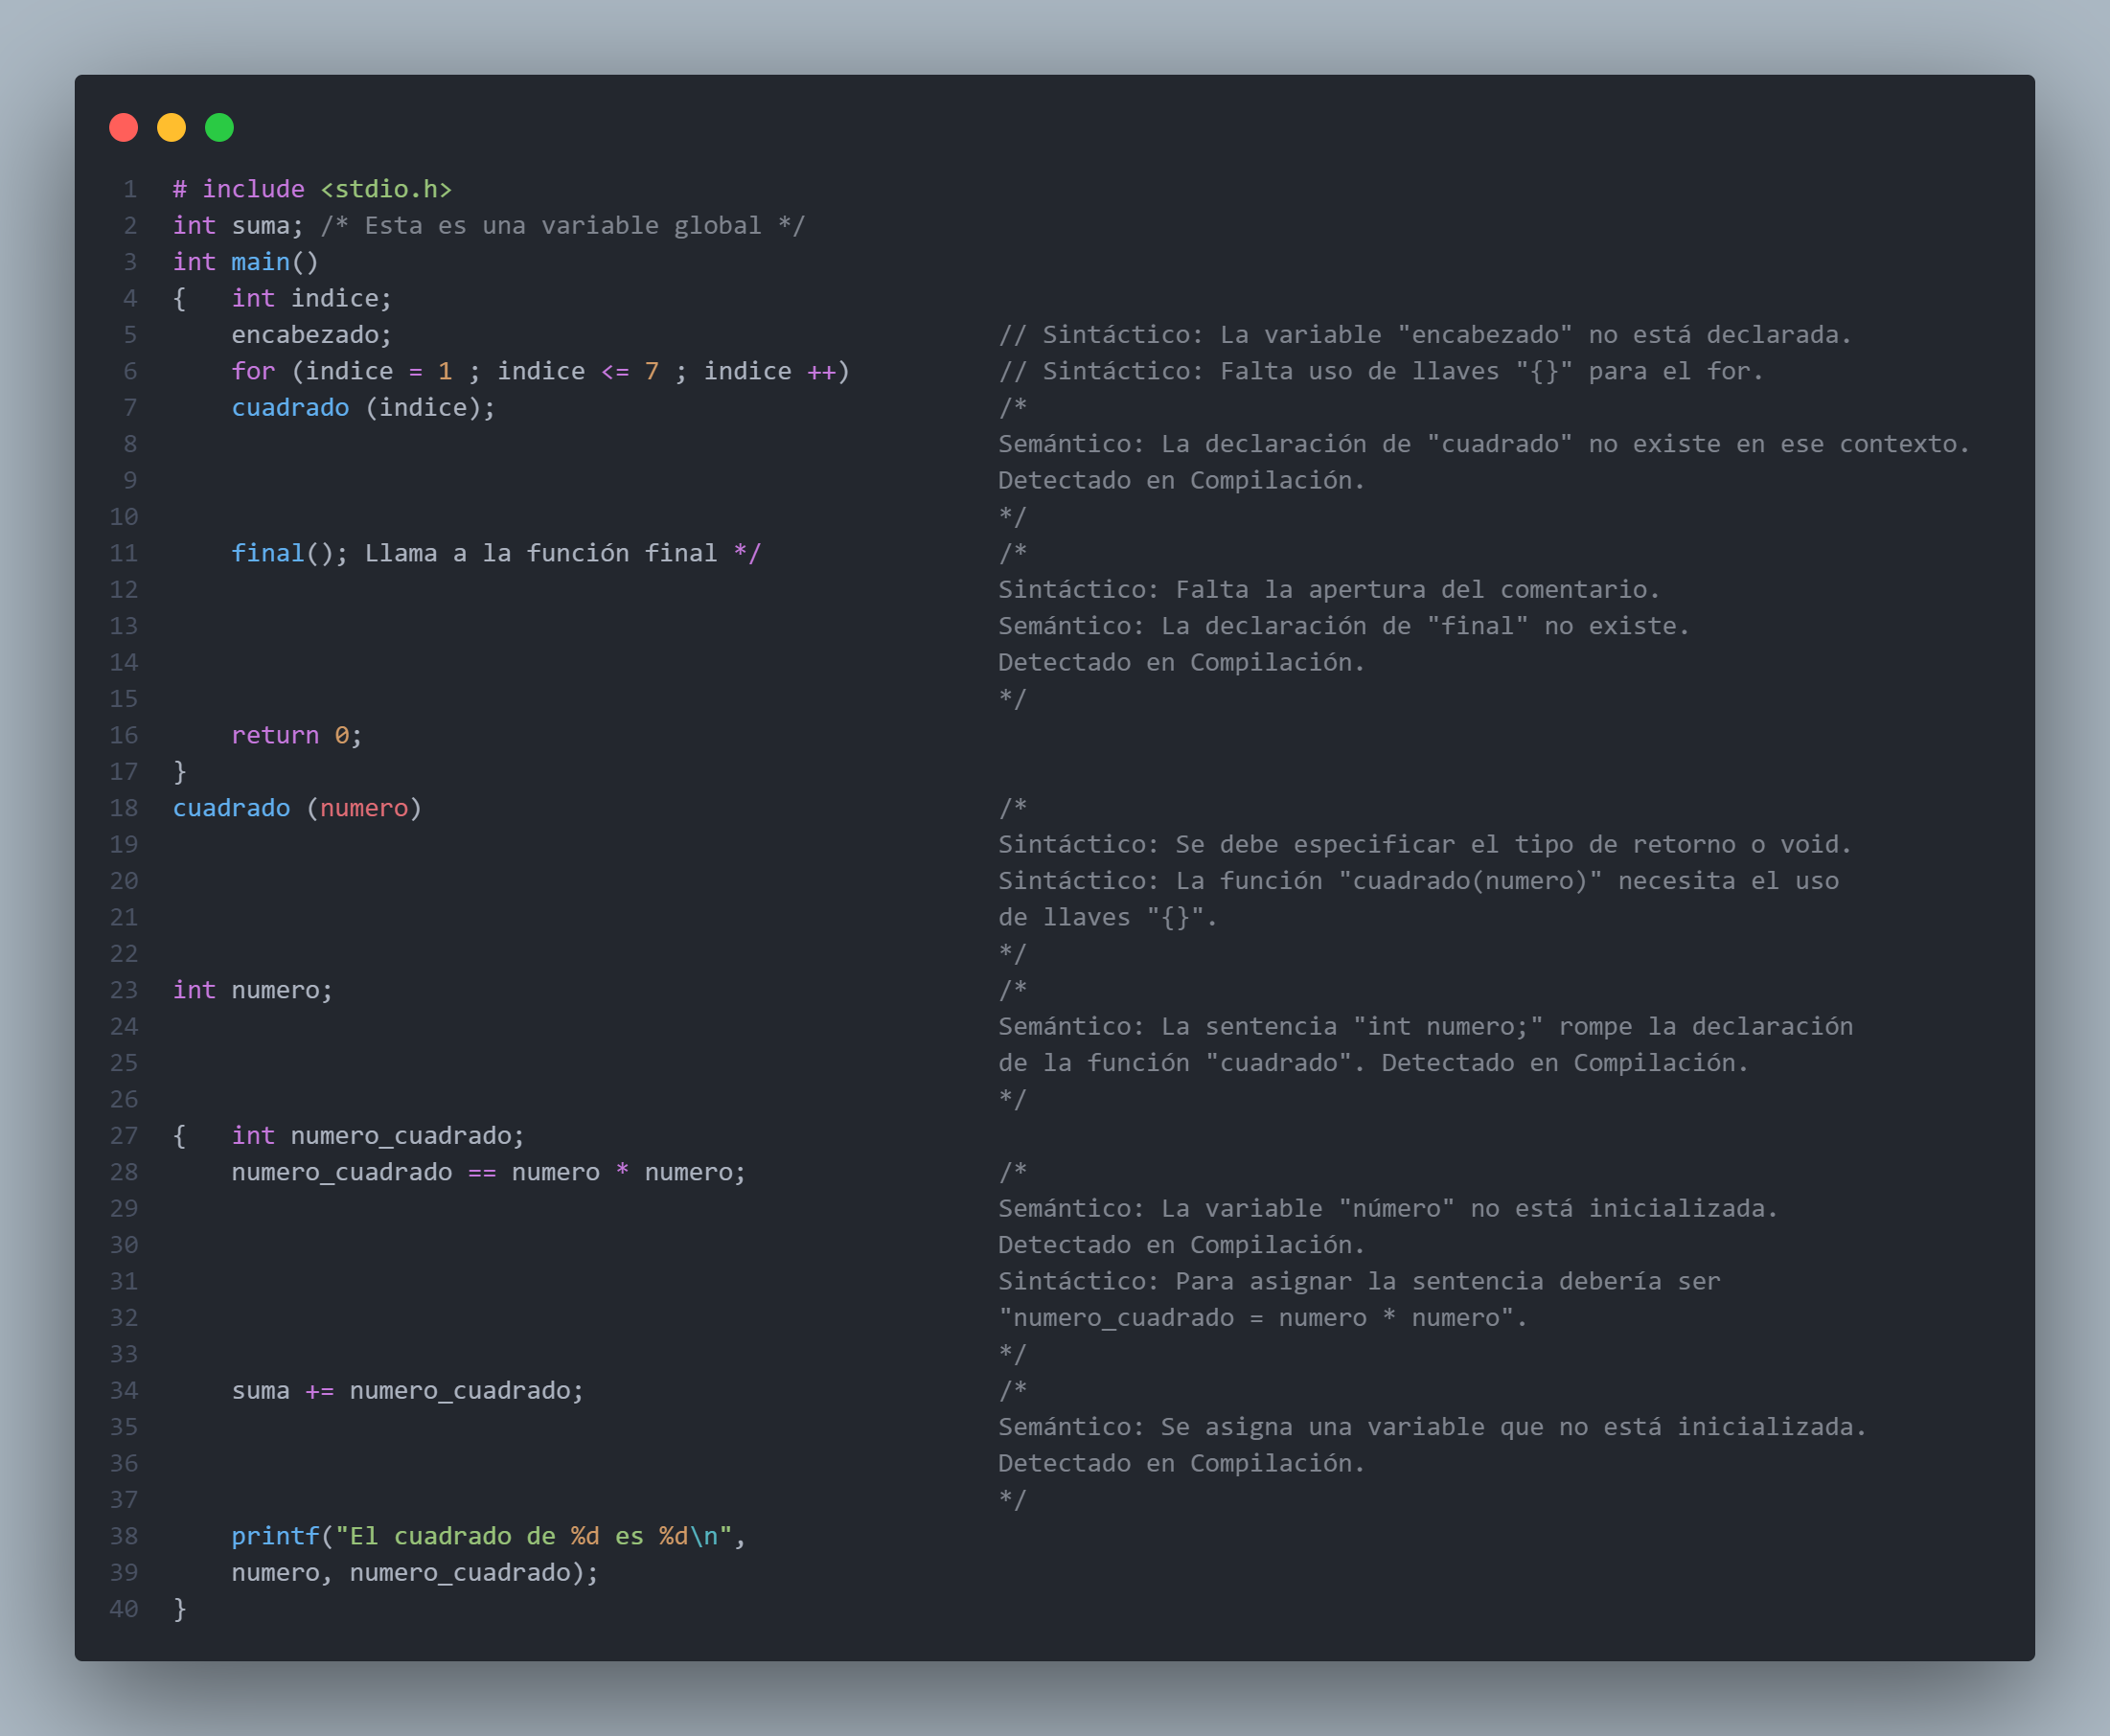 1 # include <stdio.h>
2 int suma; /* Esta es una variable global */
3 int main()
4 {   int indice;
5     encabezado; // Sintáctico: La variable "encabezado" no está declarada.
6     for (indice = 1 ; indice <= 7 ; indice ++) // Sintáctico: Falta uso de llaves "{}" para el for.
7     cuadrado (indice); /*
8 Semántico: La declaración de "cuadrado" no existe en ese contexto.
9 Detectado en Compilación.
10 */
11     final(); Llama a la función final */ /*
12 Sintáctico: Falta la apertura del comentario.
13 Semántico: La declaración de "final" no existe.
14 Detectado en Compilación.
15 */
16     return 0;
17 }
18 cuadrado (numero) /*
19 Sintáctico: Se debe especificar el tipo de retorno o void.
20 Sintáctico: La función "cuadrado(numero)" necesita el uso
21 de llaves "{}".
22 */
23 int numero; /*
24 Semántico: La sentencia "int numero;" rompe la declaración
25 de la función "cuadrado". Detectado en Compilación.
26 */
27 {   int numero_cuadrado;
28     numero_cuadrado == numero * numero; /*
29 Semántico: La variable "número" no está inicializada.
30 Detectado en Compilación.
31 Sintáctico: Para asignar la sentencia debería ser
32 "numero_cuadrado = numero * numero".
33 */
34     suma += numero_cuadrado; /*
35 Semántico: Se asigna una variable que no está inicializada.
36 Detectado en Compilación.
37 */
38     printf("El cuadrado de %d es %d\n",
39     numero, numero_cuadrado);
40 }